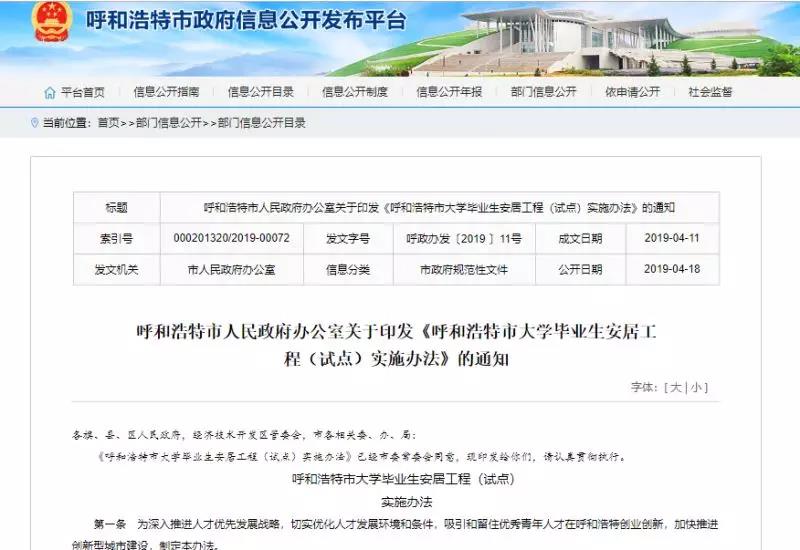 呼和浩特市政府信息公开发布平台
平台首页 信息公开指南 信息公开目录 信息公开制度 信息公开年报 部门信息公开 依申请公开 社会监督
当前位置：首页>>部门信息公开>>部门信息公开目录
标题 呼和浩特市人民政府办公室关于印发《呼和浩特市大学毕业生安居工程（试点）实施办法》的通知
索引号 000201320/2019-00072 发文字号 呼政办发〔2019〕11号 成文日期 2019-04-11
发文机关 市人民政府办公室 信息分类 市政府规范性文件 公开日期 2019-04-18
呼和浩特市人民政府办公室关于印发《呼和浩特市大学毕业生安居工
程（试点）实施办法》的通知
字体：[ 大 | 小 ]
各旗、县、区人民政府，经济技术开发区管委会，市各相关委、办、局：
《呼和浩特市大学毕业生安居工程（试点）实施办法》已经市委常委会同意，现印发给你们，请认真贯彻执行。
呼和浩特市大学毕业生安居工程（试点）
实施办法
第一条 为深入推进人才优先发展战略，切实优化人才发展环境和条件，吸引和留住优秀青年人才在呼和浩特创业创新，加快推进
创新型城市建设，制定本办法。